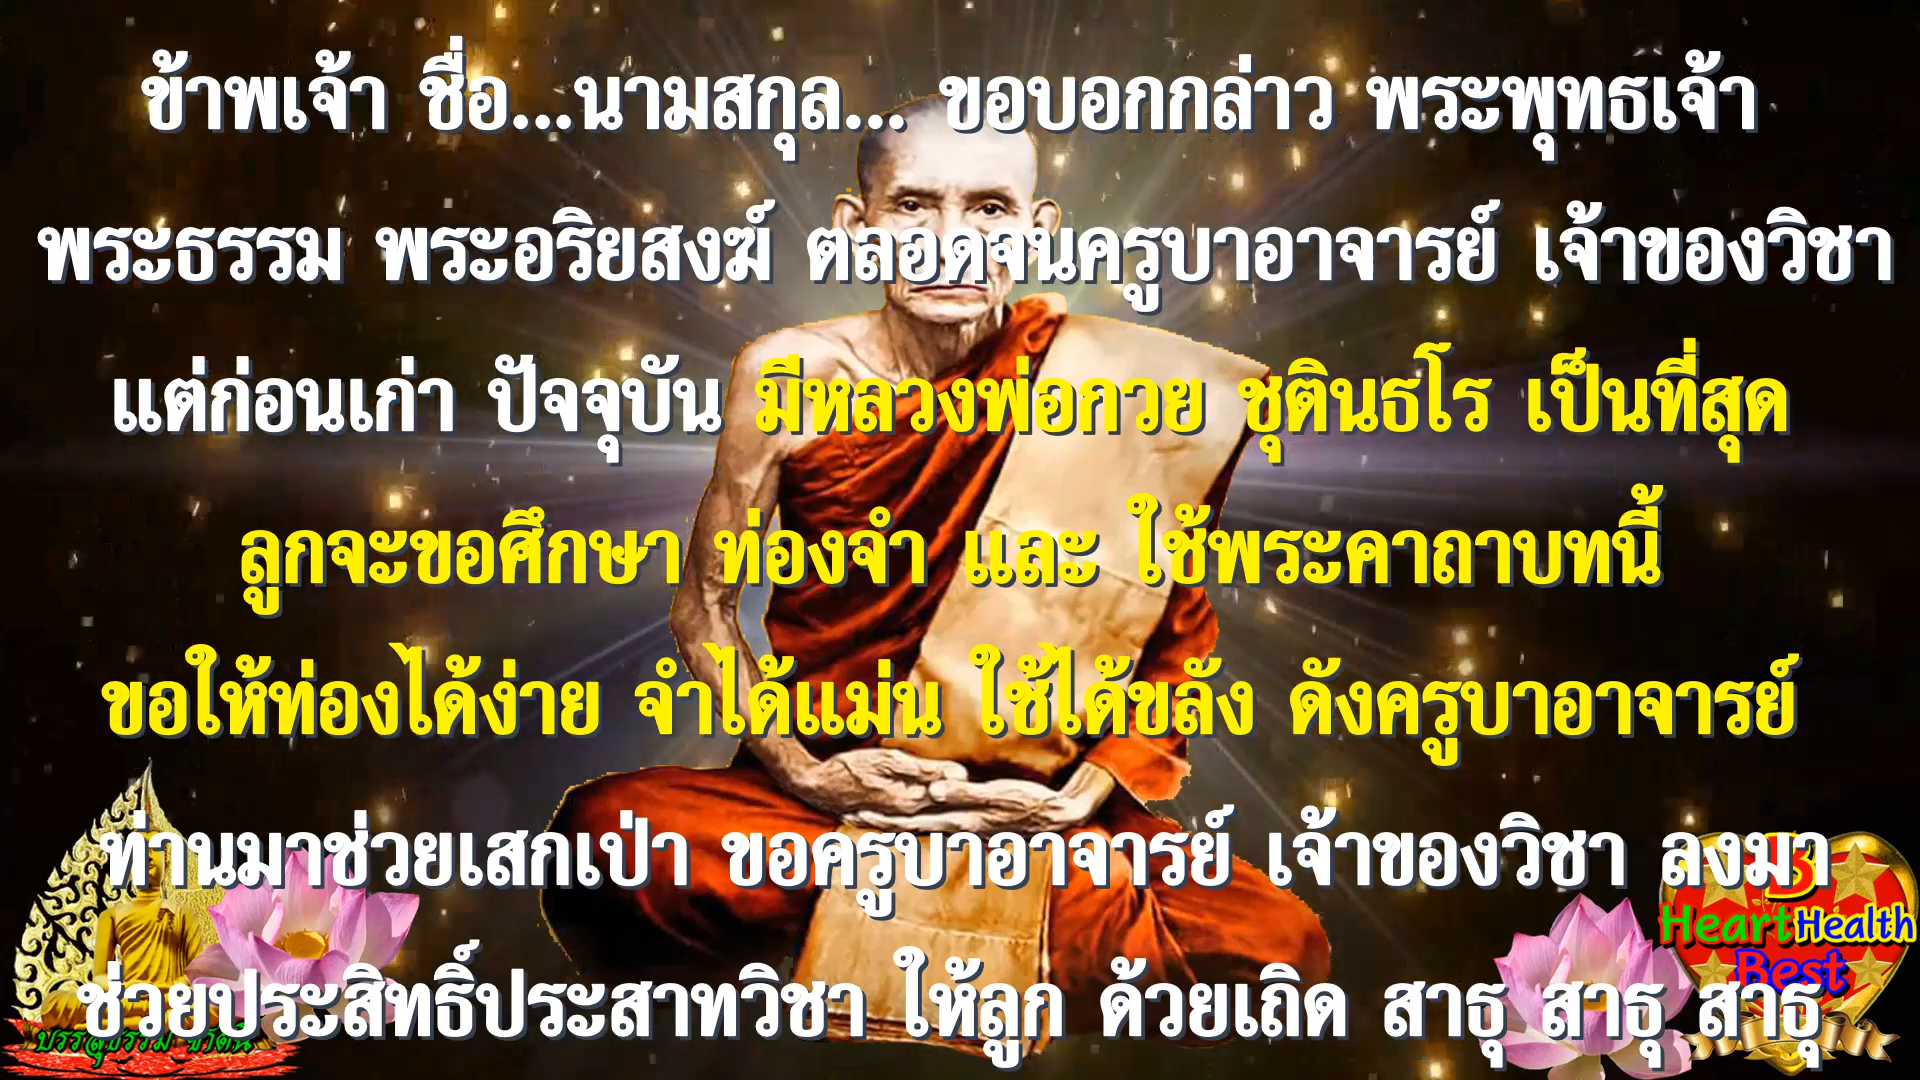 ข้าพเจ้า ชื่อ...นามสกุล... ขอบอกกล่าว พระพุทธเจ้า
พระธรรม พระอริยสงฆ์ ตลอดจนครูบาอาจารย์ เจ้าของวิชา
แต่ก่อนเก่า ปัจจุบัน มีหลวงพ่อกวย ชุตินธโร เป็นที่สุด
ลูกจะขอศึกษา ท่องจำ และ ใช้พระคาถาบทนี้
ขอให้ท่องได้ง่าย จำได้แม่น ใช้ได้ขลัง ดังครูบาอาจารย์
ท่านมาช่วยเสกเป่า ขอครูบาอาจารย์ เจ้าของวิชา ลงมา
ช่วยประสิทธิ์ประสาทวิชา ให้ลูก ด้วยเถิด สาธุ สาธุ สาธุ
3
Heart Health
Best